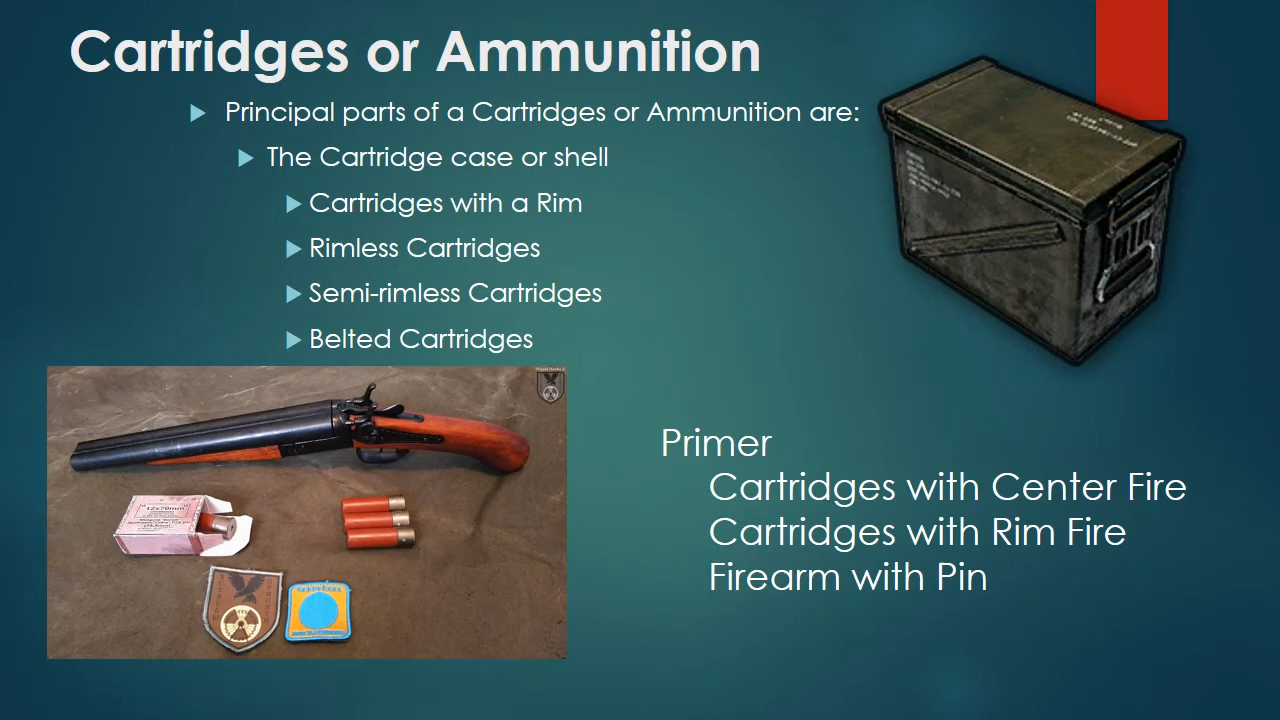 Cartridges or Ammunition
Principal parts of a Cartridges or Ammunition are:
The Cartridge case or shell
Cartridges with a Rim
Rimless Cartridges
Semi-rimless Cartridges
Belted Cartridges
12x70mm
Primer
Cartridges with Center Fire
Cartridges with Rim Fire
Firearm with Pin